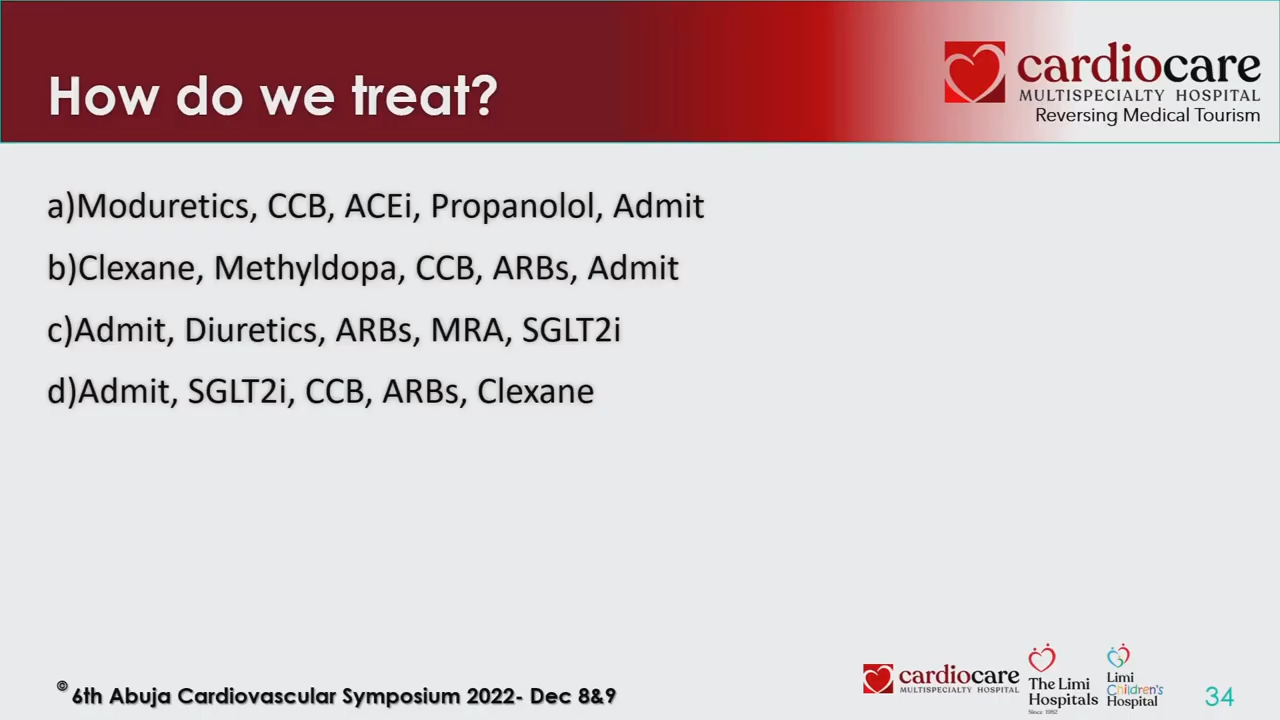 How do we treat?
cardiocare
MULTISPECIALTY HOSPITAL
Reversing Medical Tourism
a)Moduretics, CCB, ACEi, Propanolol, Admit
b)Clexane, Methyldopa, CCB, ARBs, Admit
c)Admit, Diuretics, ARBs, MRA, SGLT2i
d)Admit, SGLT2i, CCB, ARBs, Clexane
© 6th Abuja Cardiovascular Symposium 2022- Dec 8&9
cardiocare
MULTISPECIALTY HOSPITAL
The Limi
Hospitals
Since 1982
Limi
Children's
Hospital
34